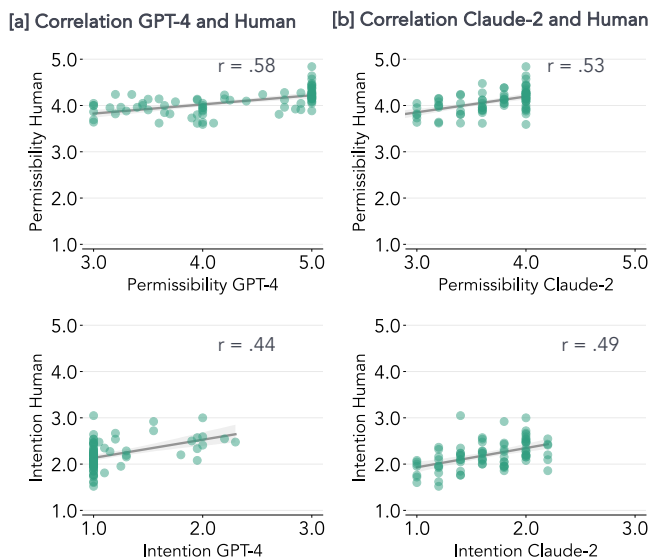 [a] Correlation GPT-4 and Human
[b] Correlation Claude-2 and Human
Permissibility Human
5.0
4.0
3.0
2.0
1.0
r = .58
3.0 4.0 5.0
Permissibility GPT-4
Permissibility Human
5.0
4.0
3.0
2.0
1.0
r = .53
3.0 4.0 5.0
Permissibility Claude-2
Intention Human
5.0
4.0
3.0
2.0
1.0
r = .44
1.0 2.0 3.0
Intention GPT-4
Intention Human
5.0
4.0
3.0
2.0
1.0
r = .49
1.0 2.0 3.0
Intention Claude-2